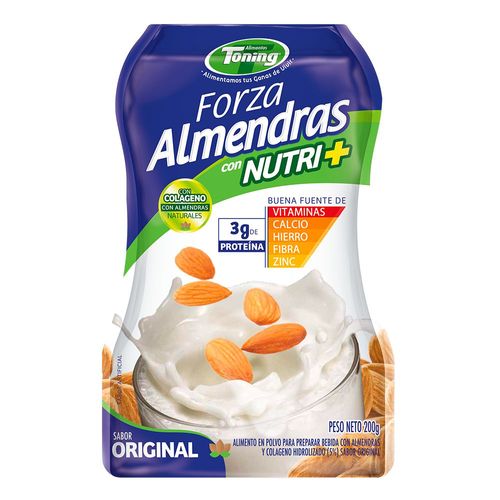 Alimentos
Toning
Alimentamos tus Ganas de Vivir
Forza
Almendras
con NUTRI+
CON
COLÁGENO
CON ALMENDRAS
NATURALES
3g DE
PROTEÍNA
BUENA FUENTE DE
VITAMINAS
CALCIO
HIERRO
FIBRA
ZINC
SABOR
ORIGINAL
PESO NETO 200g
ALIMENTO EN POLVO PARA PREPARAR BEBIDA CON ALMENDRAS
Y COLAGENO HIDROLIZADO (5%) SABOR ORIGINAL